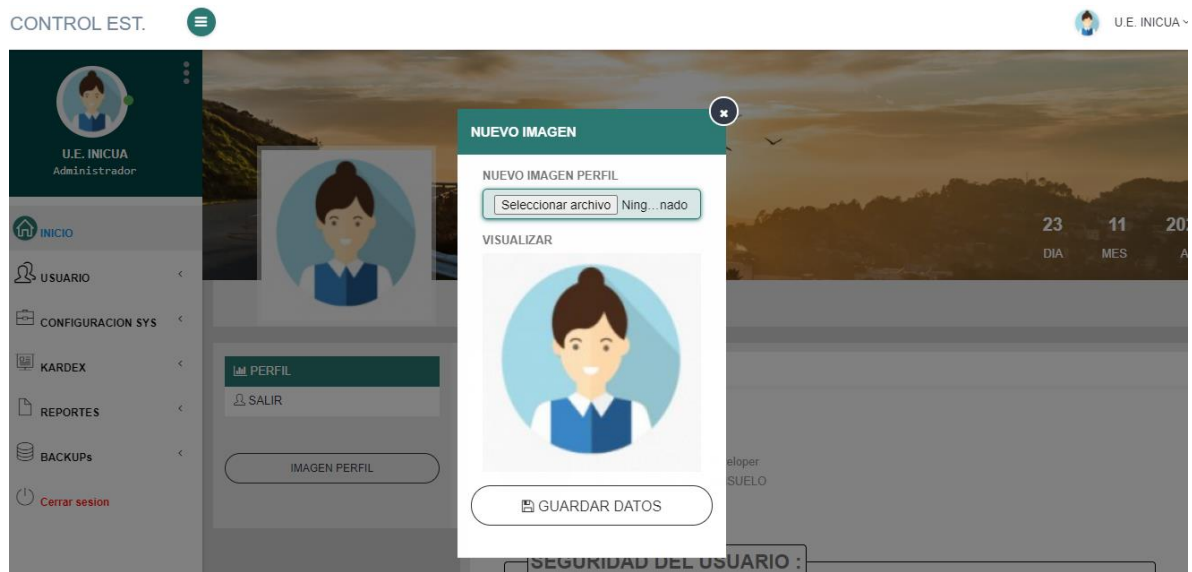 CONTROL EST.
U.E. INICUA
U.E. INICUA
Administrador
INICIO
USUARIO
CONFIGURACION SYS
KARDEX
REPORTES
BACKUPs
Cerrar sesion
23 11
DIA MES
PERFIL
SALIR
IMAGEN PERFIL
NUEVO IMAGEN
NUEVO IMAGEN PERFIL
Seleccionar archivo Ning...nado
VISUALIZAR
GUARDAR DATOS
eloper
SUELO
SEGURIDAD DEL USUARIO :